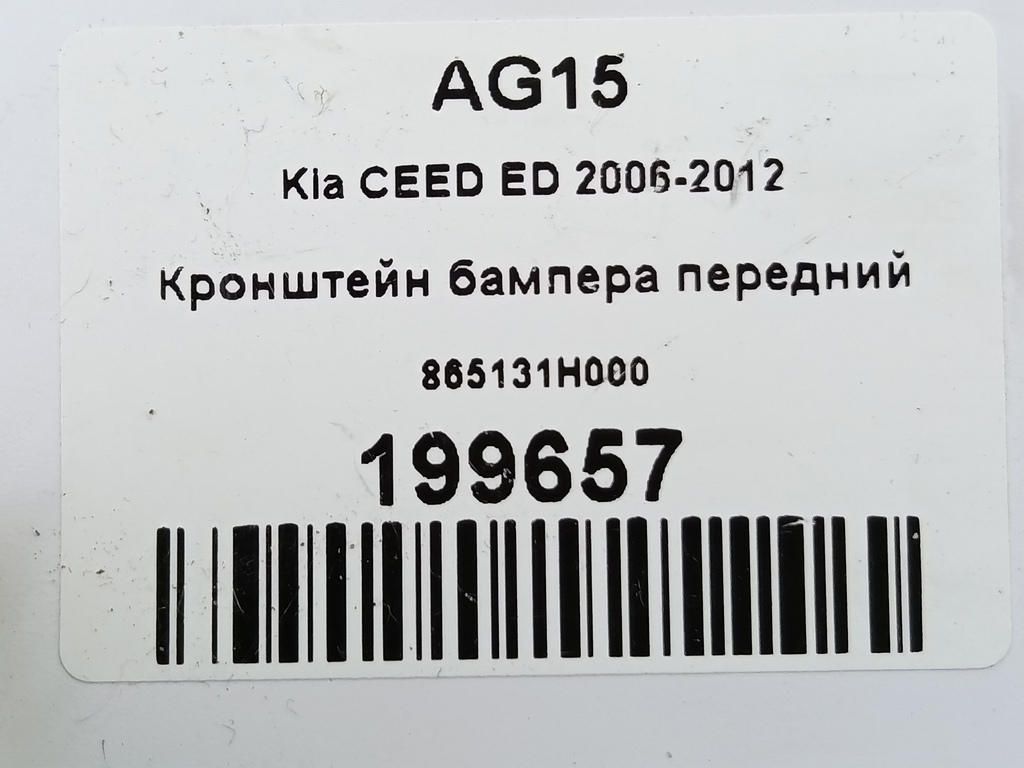 AG15
Kia CEED ED 2006-2012
Кронштейн бампера передний
865131H000
199657